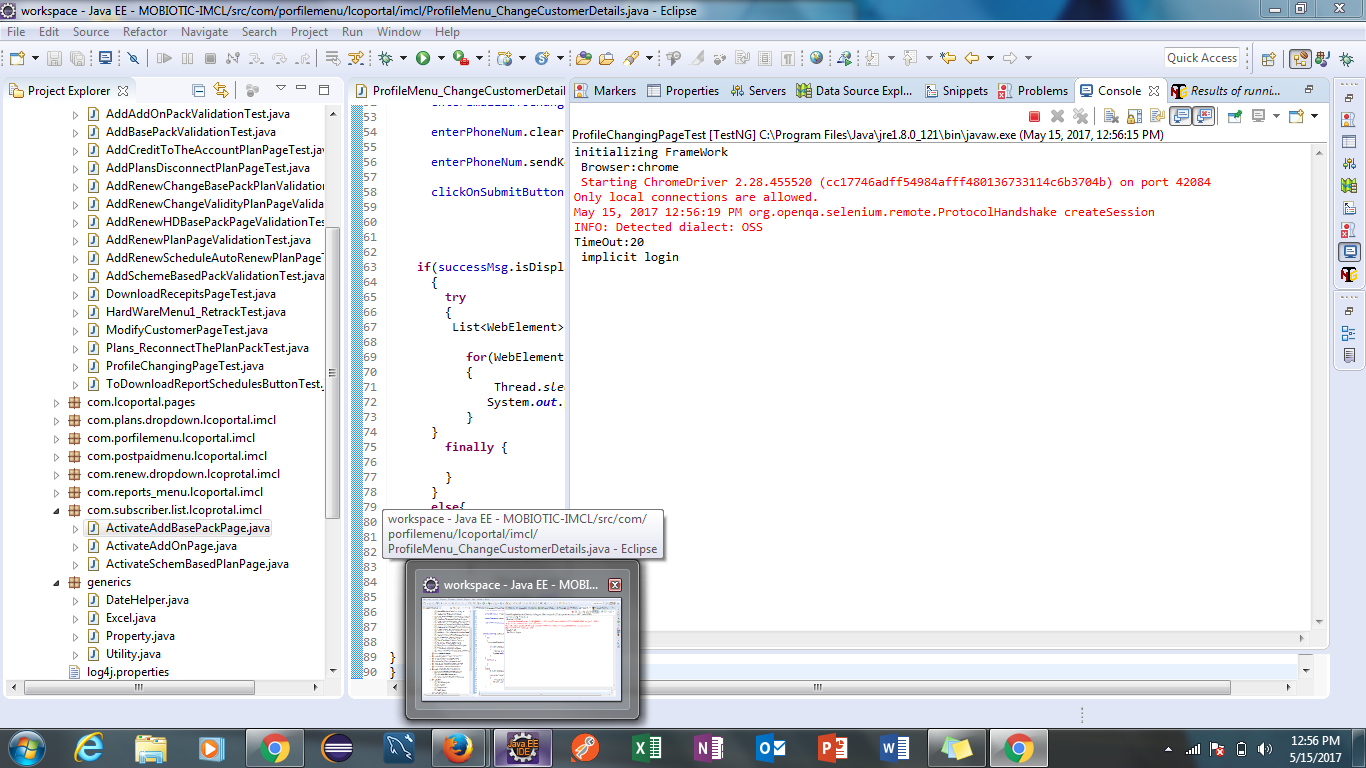 workspace - Java EE - MOBIOTIC-IMCL/src/com/porfilemenu/lcoportal/imcl/ProfileMenu_ChangeCustomerDetails.java - Eclipse
File Edit Source Refactor Navigate Search Project Run Window Help
Quick Access
Project Explorer
AddAddOnPackValidationTest.java
AddBasePackValidationTest.java
AddCreditToTheAccountPlanPageTest.jav
AddPlansDisconnectPlanPageTest.java
AddRenewChangeBasePackPlanValidation
AddRenewChangeValidityPlanPageValida
AddRenewHDBasePackPageValidationTes
AddRenewPlanPageValidationTest.java
AddRenewScheduleAutoRenewPlanPageT
AddSchemeBasedPackValidationTest.java
DownloadRecepitsPageTest.java
HardWareMenu1_RetrackTest.java
ModifyCustomerPageTest.java
Plans_ReconnectThePlanPackTest.java
ProfileChangingPageTest.java
ToDownloadReportSchedulesButtonTest.
com.lcoportal.pages
com.plans.dropdown.lcoportal.imcl
com.porfilemenu.lcoportal.imcl
com.postpaidmenu.lcoportal.imcl
com.renew.dropdown.lcoprotal.imcl
com.reports_menu.lcoportal.imcl
com.subscriber.list.lcoprotal.imcl
ActivateAddBasePackPage.java
ActivateAddOnPage.java
ActivateSchemBasedPlanPage.java
generics
DateHelper.java
Excel.java
Property.java
Utility.java
log4j.properties
ProfileMenu_ChangeCustomerDetail
53
54 enterPhoneNum.clear
55
56 enterPhoneNum.sendK
57
58 clickOnSubmitButton
59
60
61
62
63 if(successMsg.isDispl
64 {
65 try
66 {
67 List<WebElement>
68
69 for(WebElement
70 {
71 Thread.sle
72 System.out.
73 }
74 }
75 finally {
76
77 }
78 }
79 else{
80
81
82
83
84
85
86
87
88
89 }
90 }
Markers Properties Servers Data Source Expl... Snippets Problems Console Results of runni...
ProfileChangingPageTest [TestNG] C:\Program Files\Java\jre1.8.0_121\bin\javaw.exe (May 15, 2017, 12:56:15 PM)
initializing FrameWork
Browser:chrome
Starting ChromeDriver 2.28.455520 (cc17746adff54984afff480136733114c6b3704b) on port 42084
Only local connections are allowed.
May 15, 2017 12:56:19 PM org.openqa.selenium.remote.ProtocolHandshake createSession
INFO: Detected dialect: OSS
TimeOut:20
implicit login
workspace - Java EE - MOBIOTIC-IMCL/src/com/
porfilemenu/lcoportal/imcl/
ProfileMenu_ChangeCustomerDetails.java - Eclipse
workspace - Java EE - MOBI...
Java EE
IDE
12:56 PM
5/15/2017